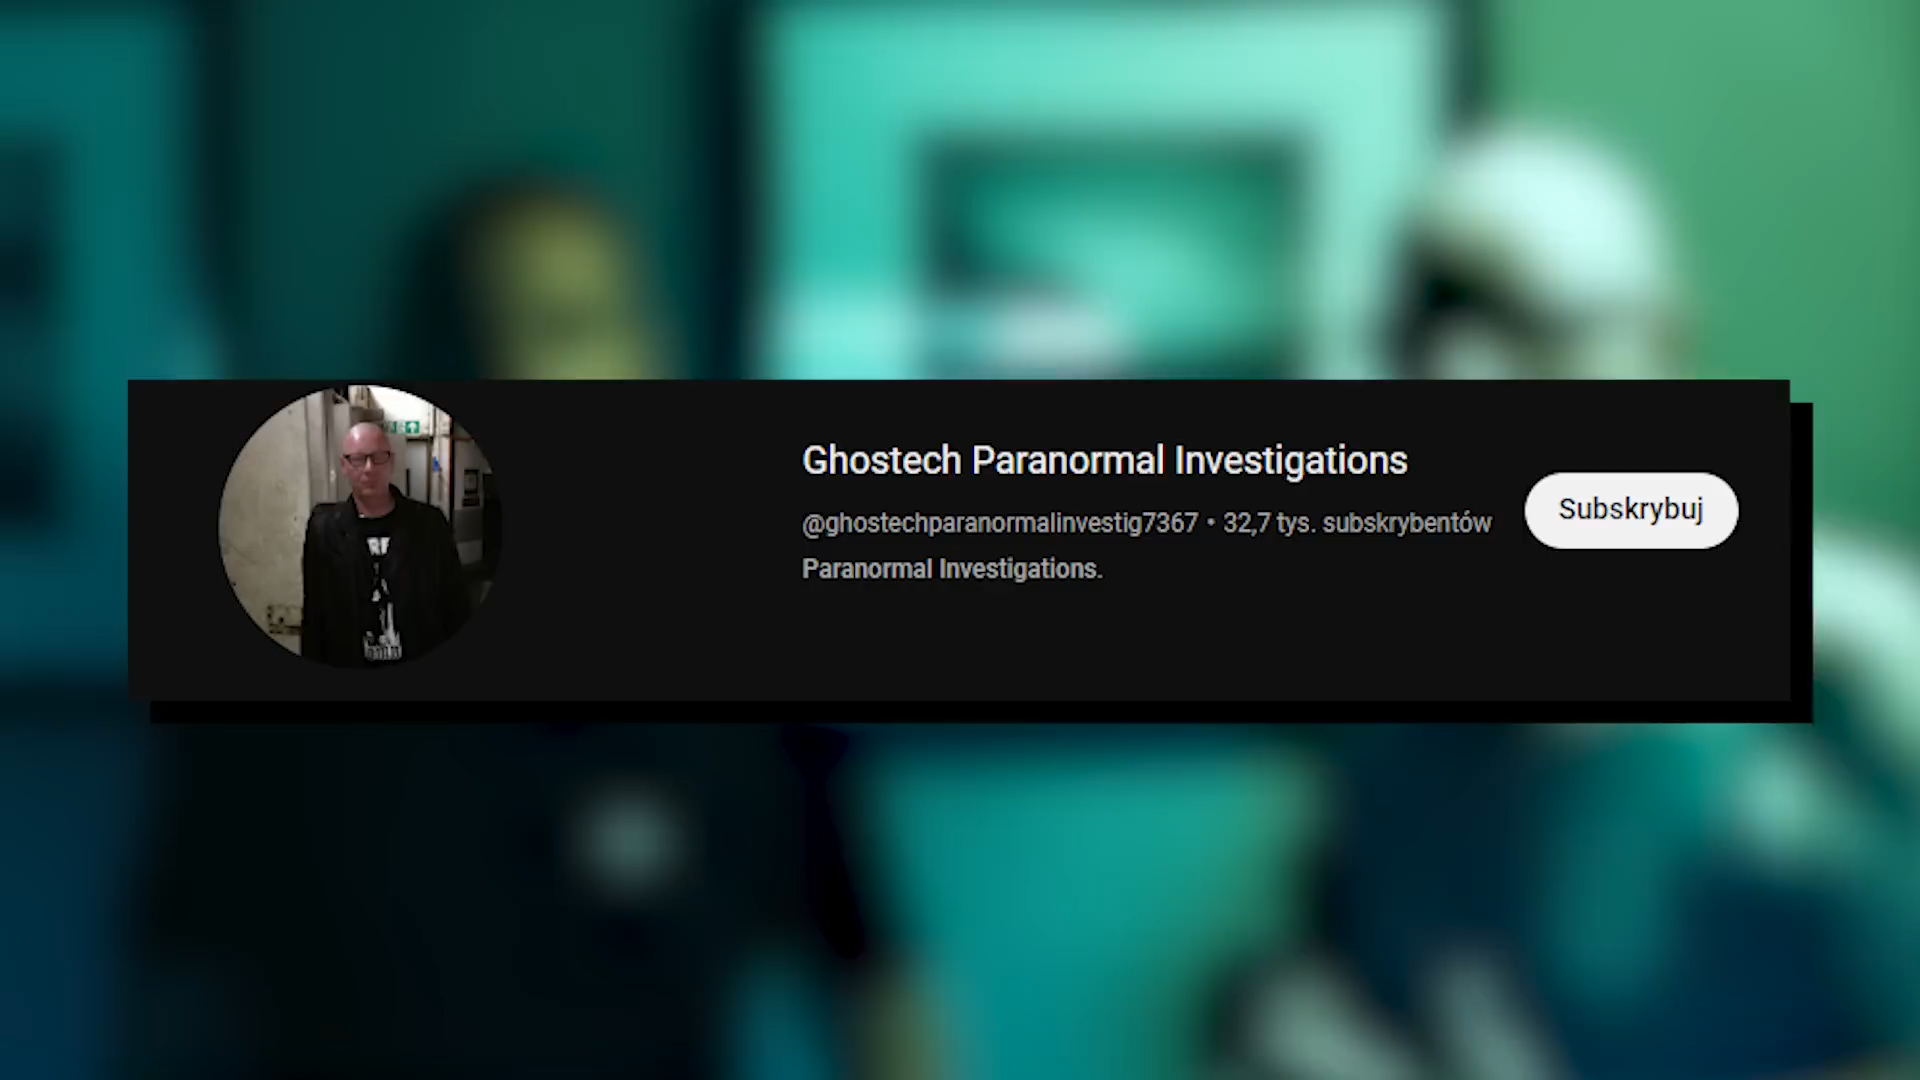 Ghostech Paranormal Investigations
@ghostechparanormalinvestig7367 • 32,7 tys. subskrybentów
Paranormal Investigations.
Subskrybuj